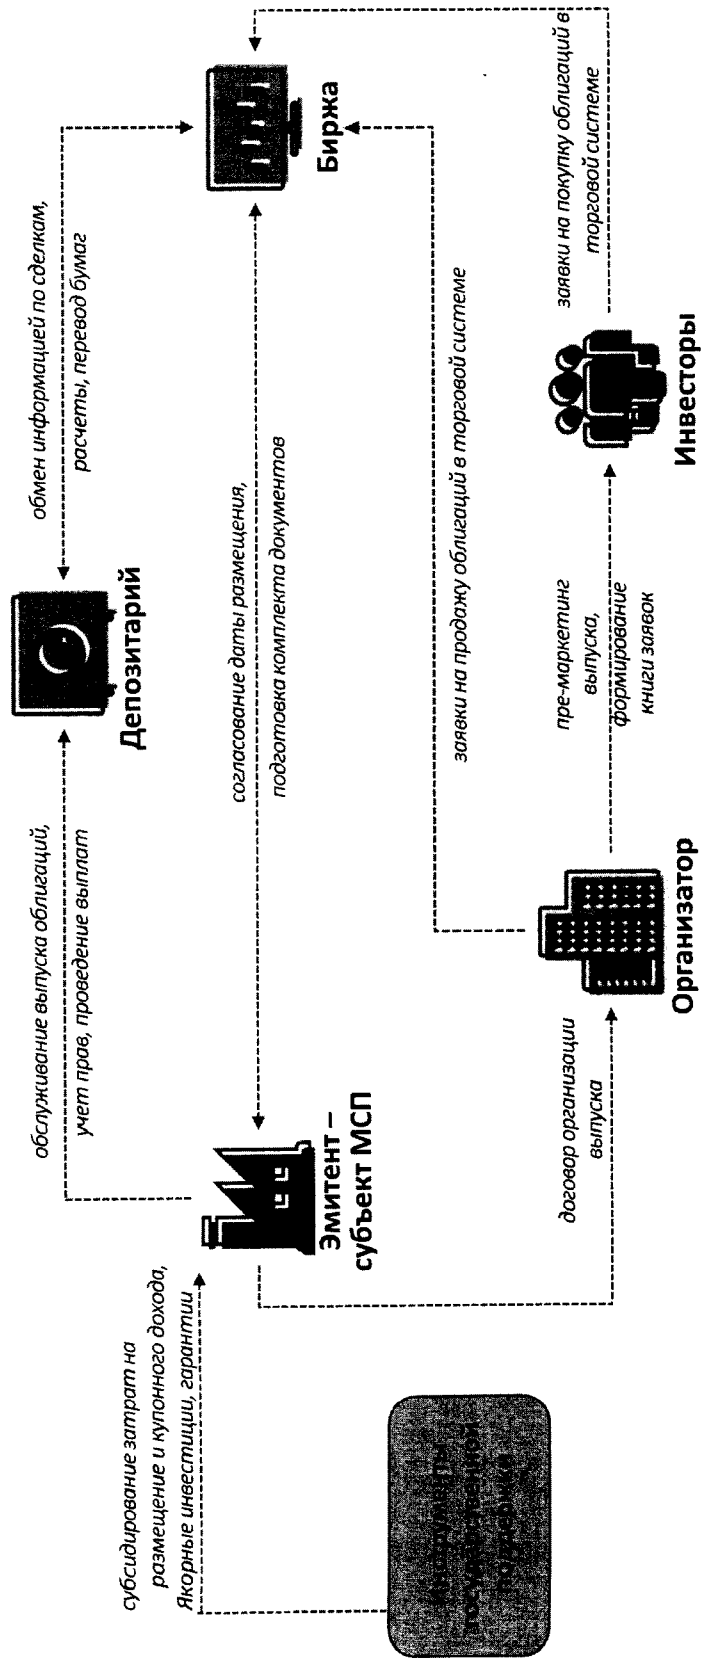 субсидирование затрат на
размещение и купонного дохода,
Якорные инвестиции, гарантии
Инструменты
государственной
поддержки
Эмитент –
субъект МСП
обслуживание выпуска облигаций,
учет прав, проведение выплат
Депозитарий
обмен информацией по сделкам,
расчеты, перевод бумаг
Биржа
согласование даты размещения,
подготовка комплекта документов
заявки на продажу облигаций в торговой системе
договор организации
выпуска
Организатор
пре-маркетинг
выпуска,
формирование
книги заявок
Инвесторы
заявки на покупку облигаций в
торговой системе